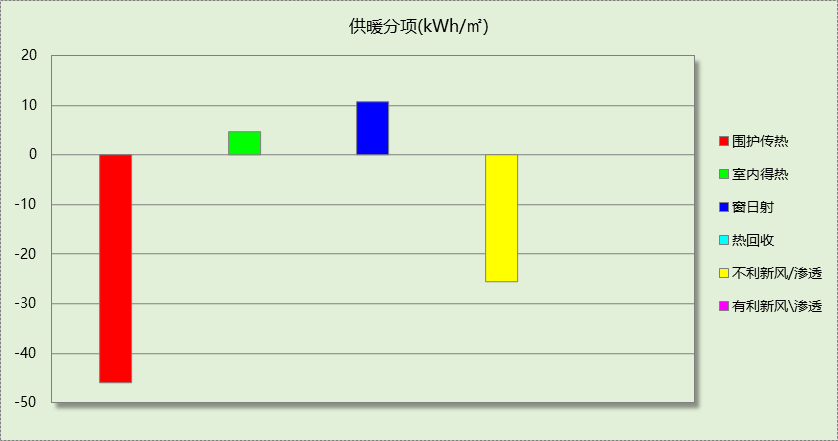 供暖分项(kWh/㎡)
20
10
0
-10
-20
-30
-40
-50
围护传热
室内得热
窗日射
热回收
不利新风/渗透
有利新风\渗透